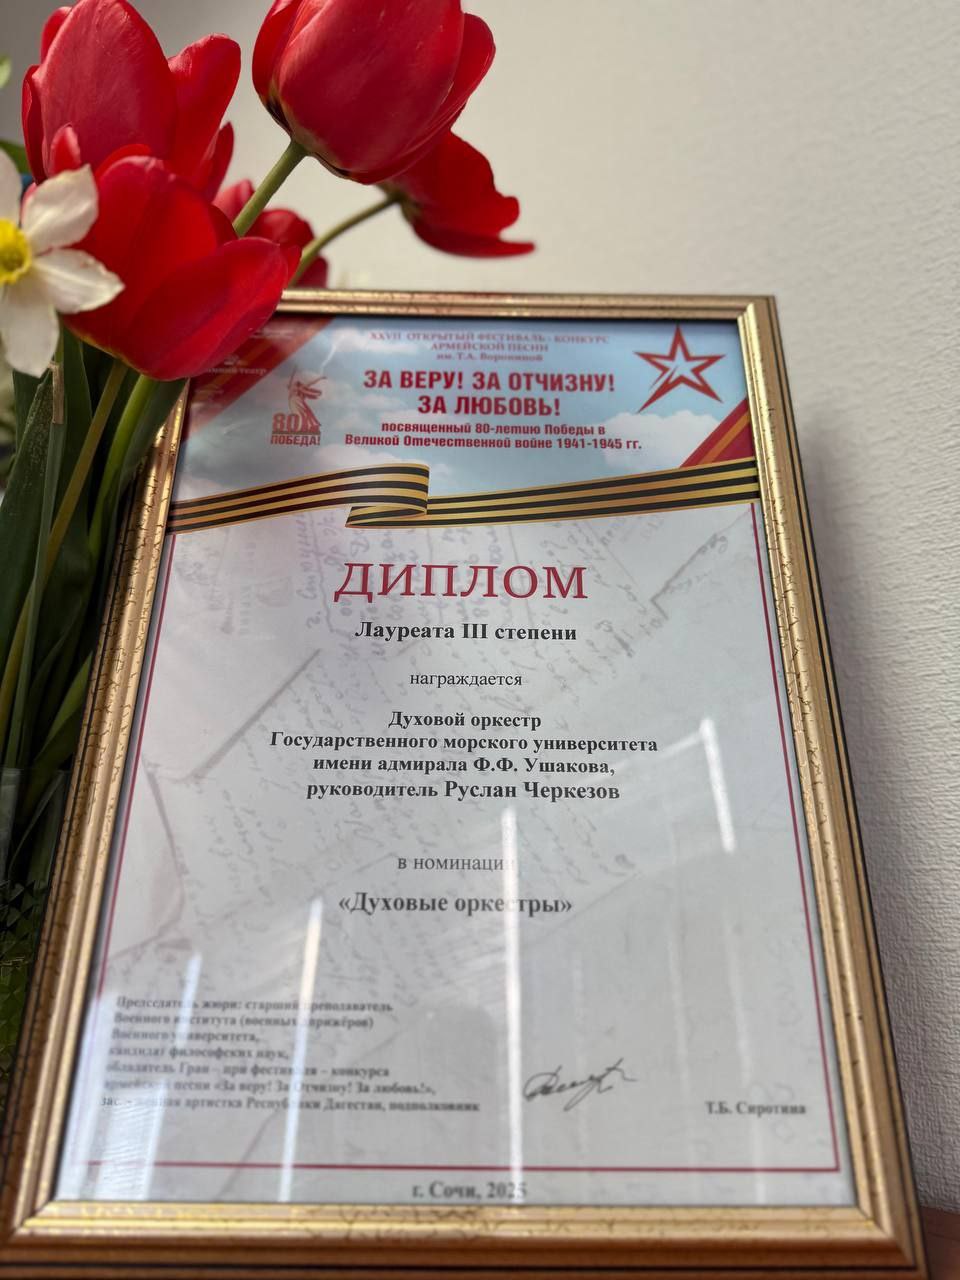 XXVII ОТКРЫТЫЙ ФЕСТИВАЛЬ - КОНКУРС
АРМЕЙСКОЙ ПЕСНИ
им. Т.А. Ворониной
театр
ЗА ВЕРУ! ЗА ОТЧИЗНУ!
ЗА ЛЮБОВЬ!
80
ПОБЕДА!
посвященный 80-летию Победы в
Великой Отечественной войне 1941-1945 гг.
ДИПЛОМ
Лауреата III степени
награждается
Духовой оркестр
Государственного морского университета
имени адмирала Ф.Ф. Ушакова,
руководитель Руслан Черкезов
в номинации
«Духовые оркестры»
Председатель жюри: старший преподаватель
Военного института (военных дирижёров)
Военного университета,
кандидат философских наук,
обладатель Гран – при фестиваля – конкурса
армейской песни «За веру! За Отчизну! За любовь!»,
заслуженная артистка Республики Дагестан, подполковник
Т.Б. Сиротина
г. Сочи, 2025